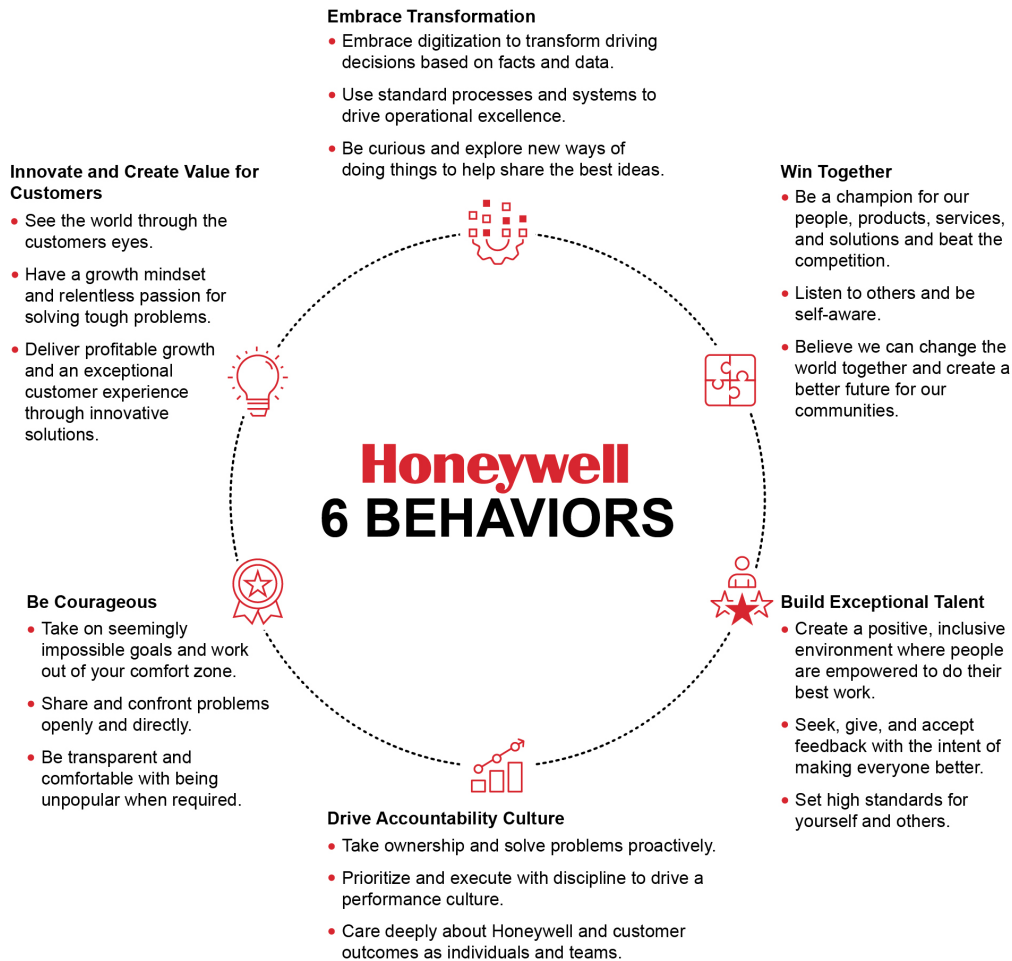 Embrace Transformation
• Embrace digitization to transform driving
decisions based on facts and data.
• Use standard processes and systems to
drive operational excellence.
• Be curious and explore new ways of
doing things to help share the best ideas.
Innovate and Create Value for
Customers
• See the world through the
customers eyes.
• Have a growth mindset
and relentless passion for
solving tough problems.
• Deliver profitable growth
and an exceptional
customer experience
through innovative
solutions.
Win Together
• Be a champion for our
people, products, services,
and solutions and beat the
competition.
• Listen to others and be
self-aware.
• Believe we can change the
world together and create a
better future for our
communities.
Honeywell
6 BEHAVIORS
Be Courageous
• Take on seemingly
impossible goals and work
out of your comfort zone.
• Share and confront problems
openly and directly.
• Be transparent and
comfortable with being
unpopular when required.
Build Exceptional Talent
• Create a positive, inclusive
environment where people
are empowered to do their
best work.
• Seek, give, and accept
feedback with the intent of
making everyone better.
• Set high standards for
yourself and others.
Drive Accountability Culture
• Take ownership and solve problems proactively.
• Prioritize and execute with discipline to drive a
performance culture.
• Care deeply about Honeywell and customer
outcomes as individuals and teams.